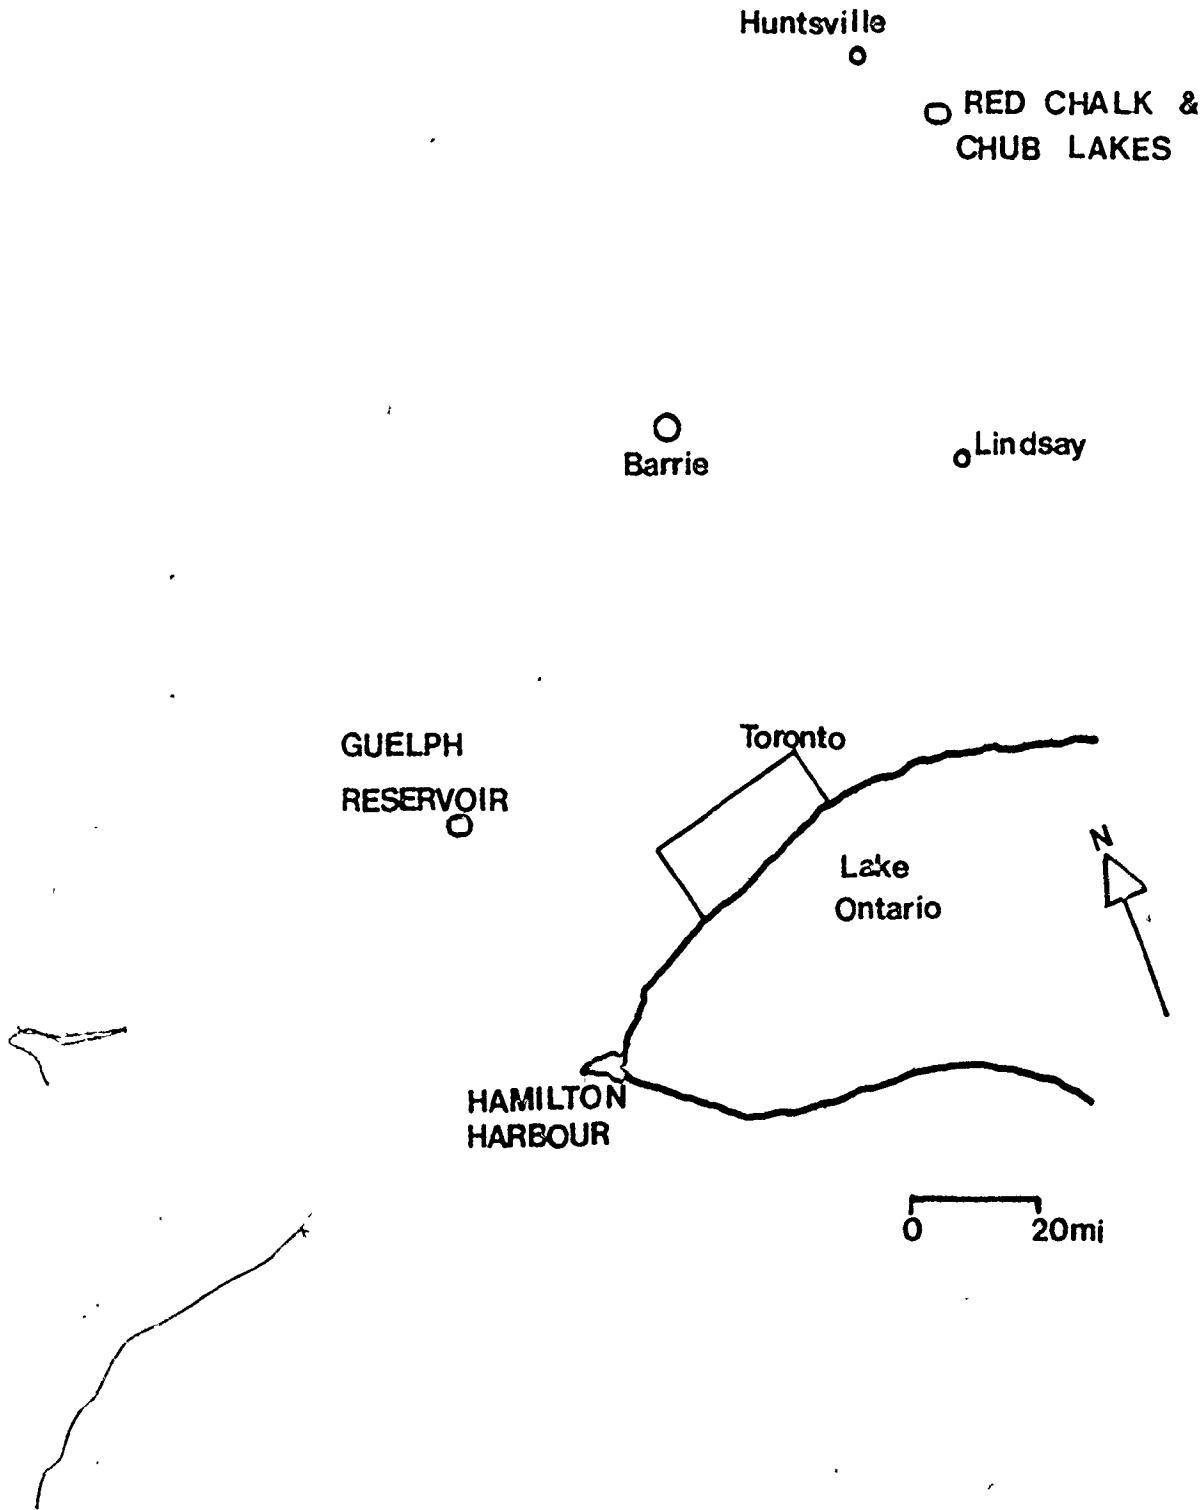 Huntsville
RED CHALK &
CHUB LAKES
Barrie
Lindsay
GUELPH
RESERVOIR
Toronto
Lake
Ontario
N
HAMILTON
HARBOUR
0 20mi